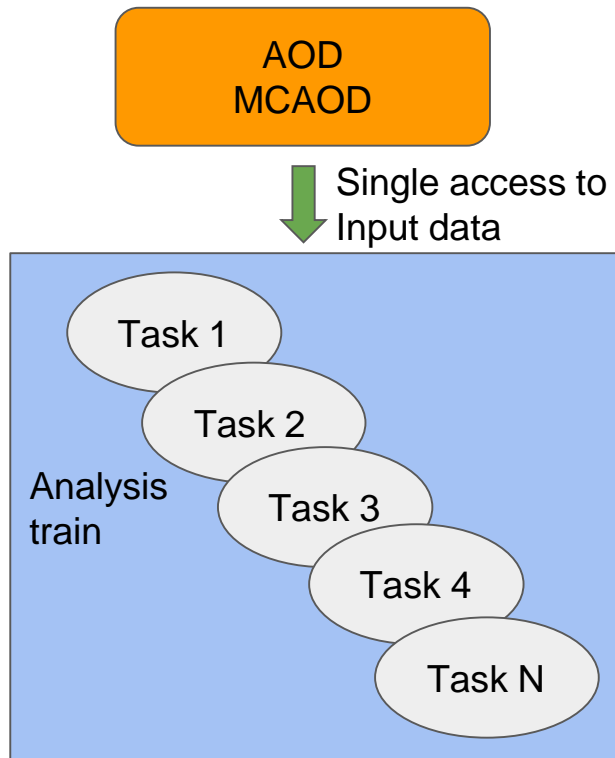 AOD
MCAOD
Single access to
Input data
Task 1
Task 2
Analysis
train
Task 3
Task 4
Task N